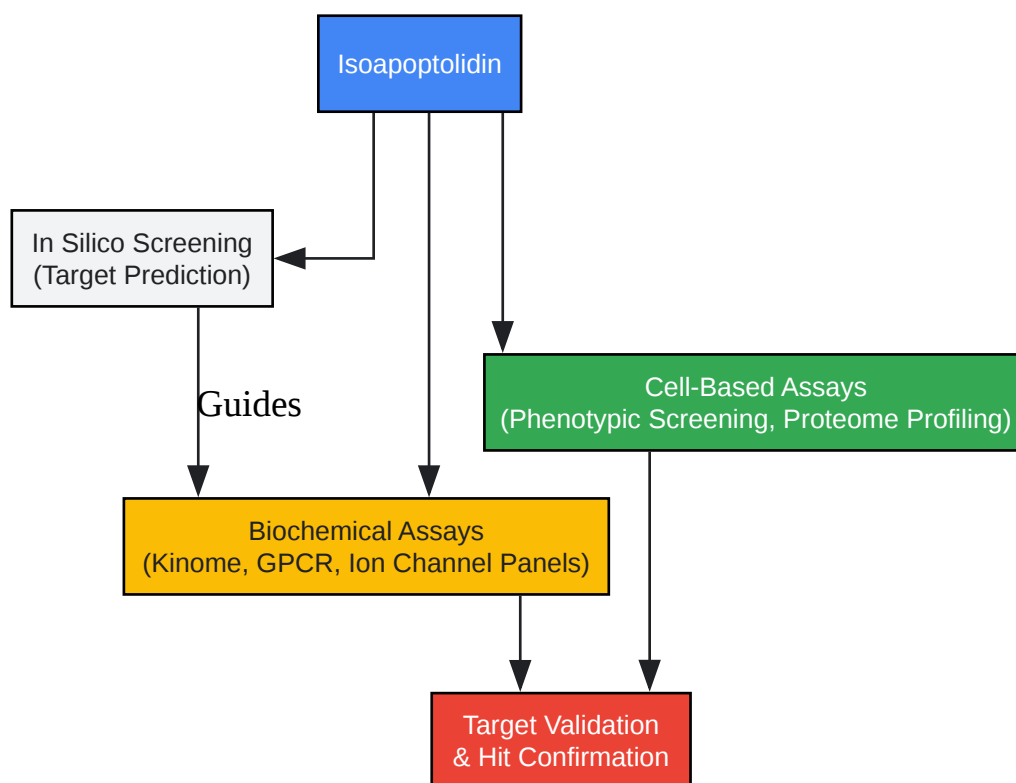 Isoapoptolidin
In Silico Screening
(Target Prediction)
Guides
Cell-Based Assays
(Phenotypic Screening, Proteome Profiling)
Biochemical Assays
(Kinome, GPCR, Ion Channel Panels)
Target Validation
& Hit Confirmation